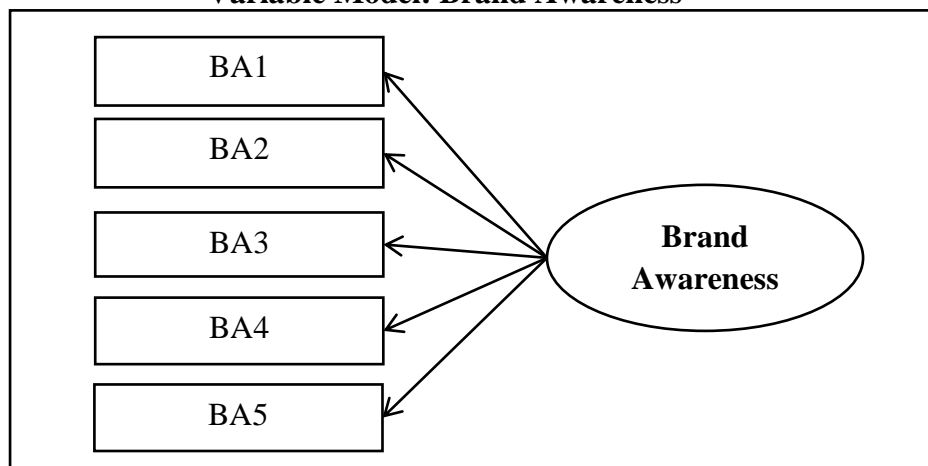 Variable Model: Brand Awareness
BA1
BA2
BA3
BA4
BA5
Brand
Awareness